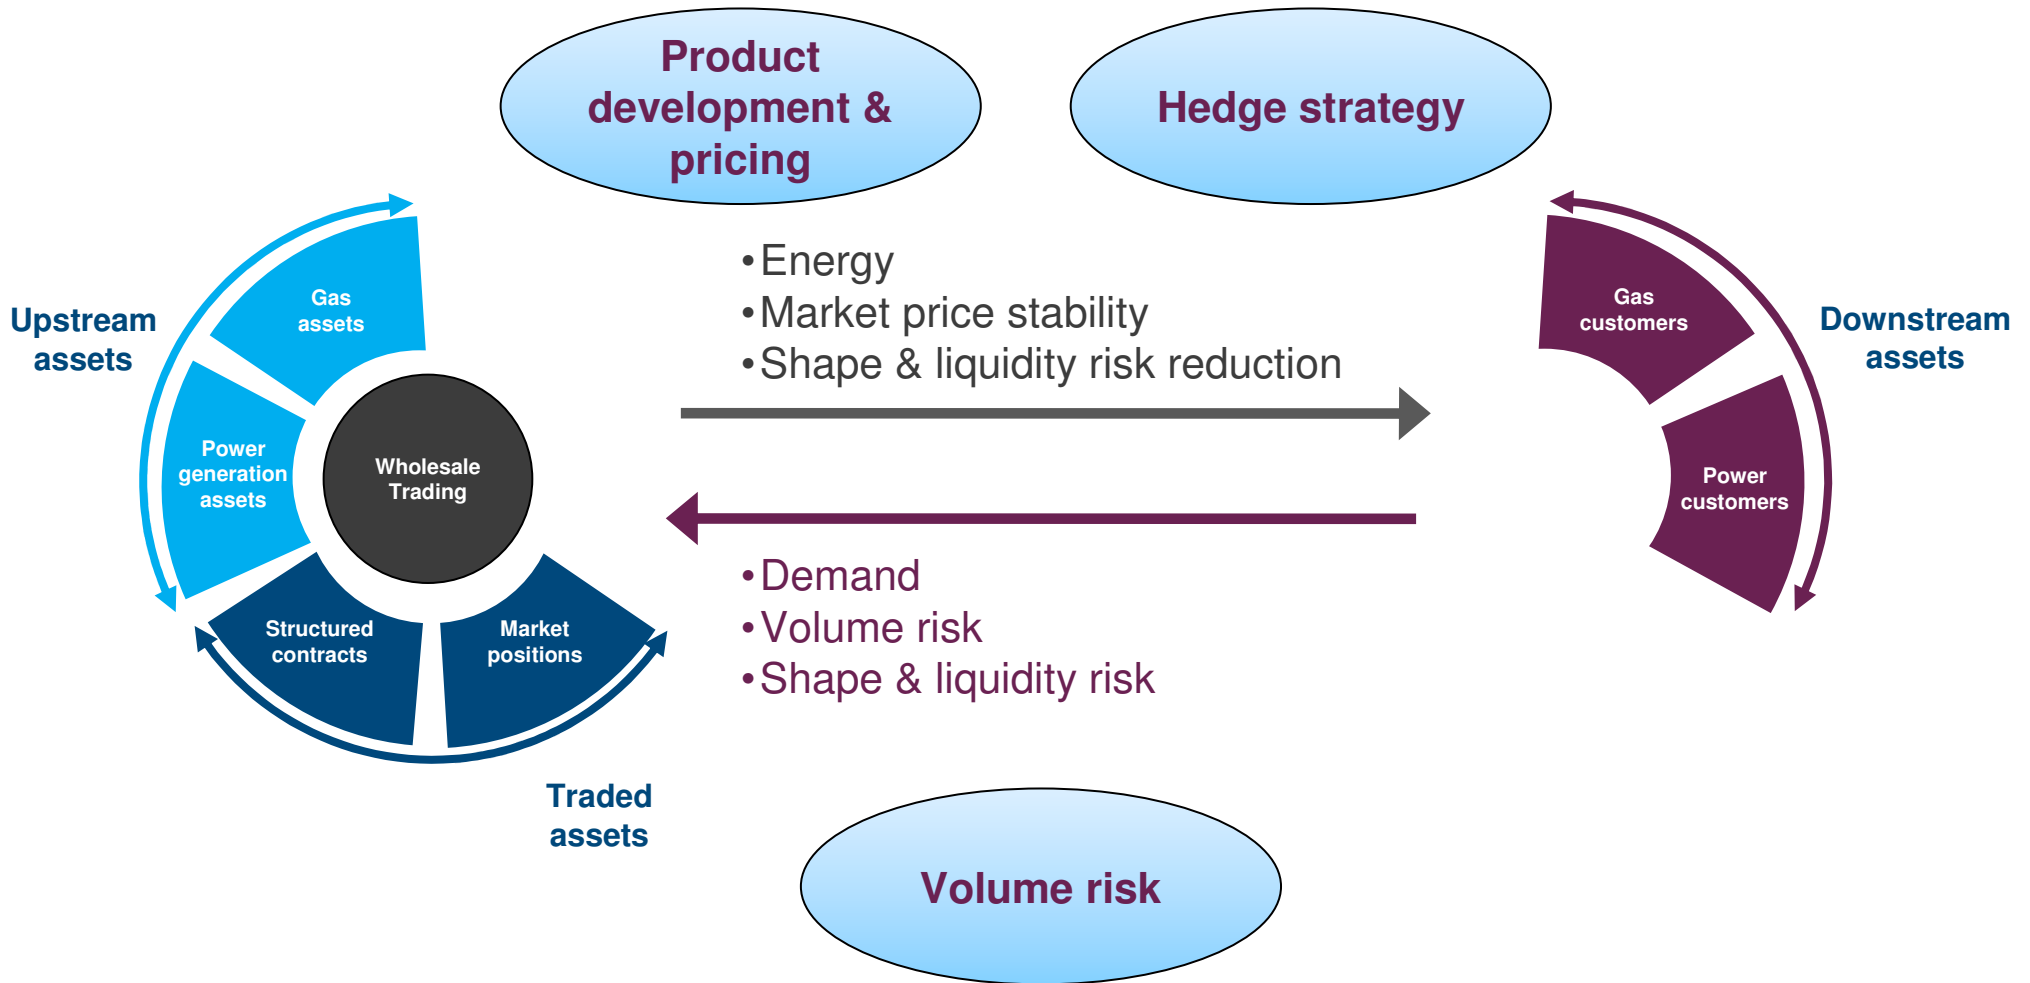 Product
development &
pricing
Hedge strategy
•Energy
•Market price stability
•Shape & liquidity risk reduction
Upstream
assets
Gas
assets
Power
generation
assets
Wholesale
Trading
Structured
contracts
Market
positions
Traded
assets
Gas
customers
Power
customers
Downstream
assets
•Demand
•Volume risk
•Shape & liquidity risk
Volume risk